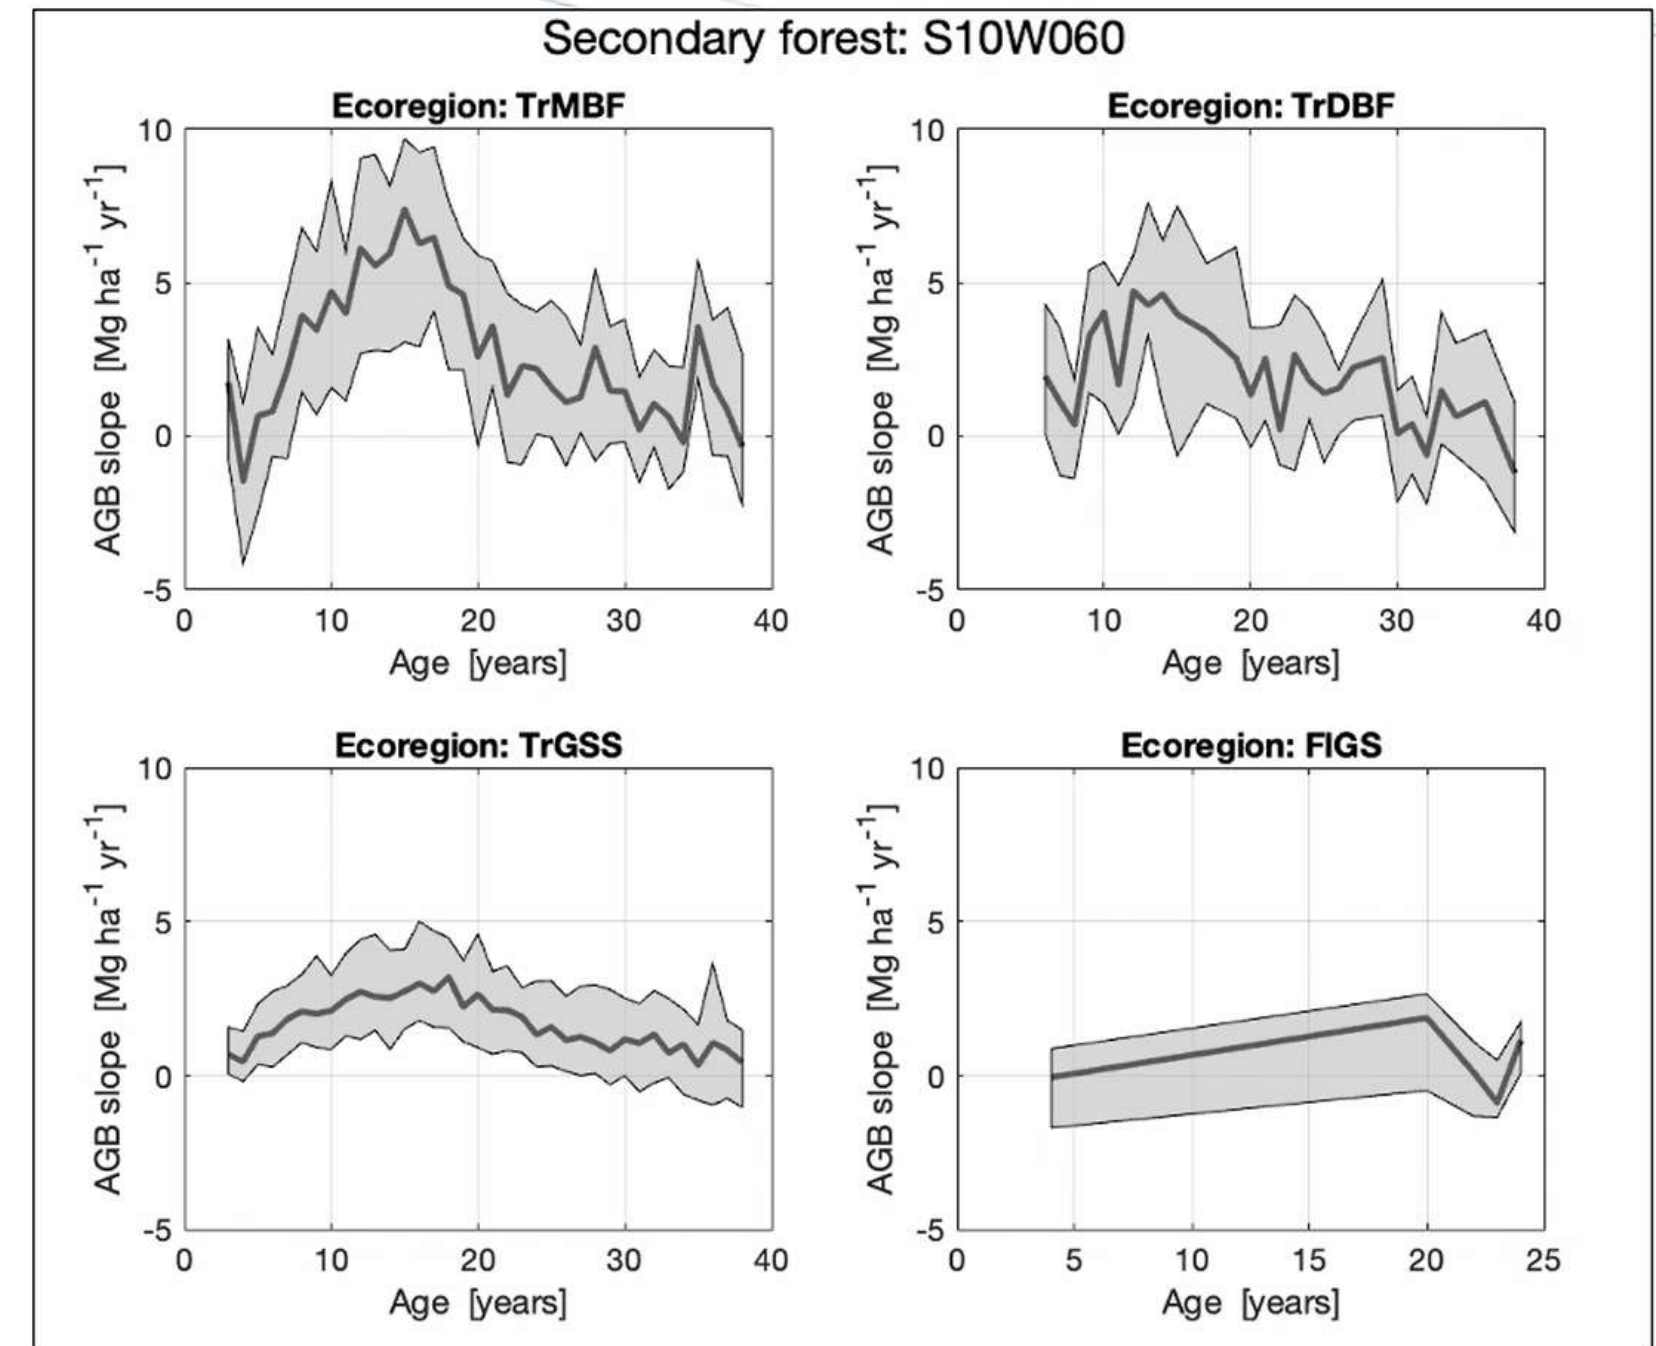 Secondary forest: S10W060
Ecoregion: TrMBF
10
5
0
-5
0 10 20 30 40
AGB slope [Mg ha⁻¹ yr⁻¹]
Age [years]
Ecoregion: TrDBF
10
5
0
-5
0 10 20 30 40
AGB slope [Mg ha⁻¹ yr⁻¹]
Age [years]
Ecoregion: TrGSS
10
5
0
-5
0 10 20 30 40
AGB slope [Mg ha⁻¹ yr⁻¹]
Age [years]
Ecoregion: FlGS
10
5
0
-5
0 5 10 15 20 25
AGB slope [Mg ha⁻¹ yr⁻¹]
Age [years]